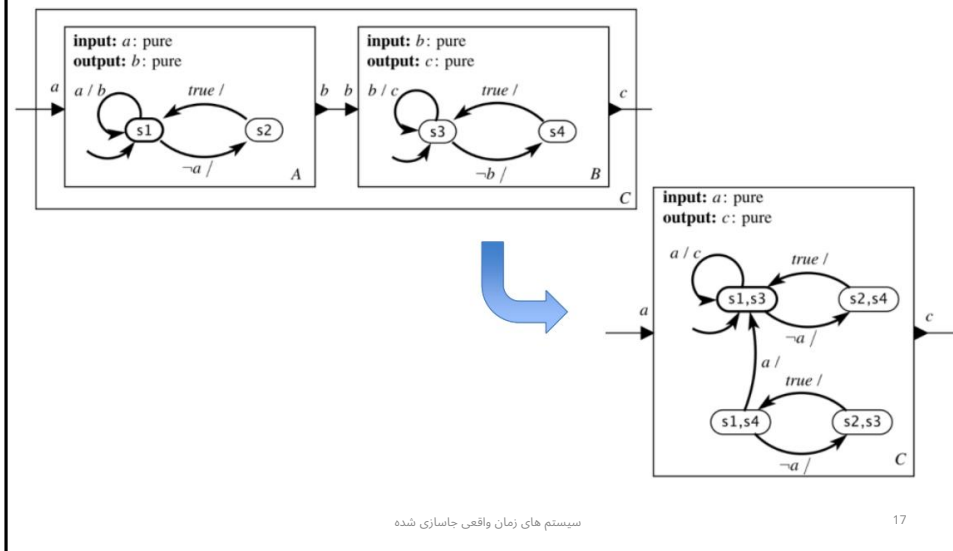 input: a: pure
output: b: pure
a
a / b
true /
s1
s2
¬a /
A
b
b
input: b: pure
output: c: pure
b / c
true /
s3
s4
¬b /
B
c
C
input: a: pure
output: c: pure
a / c
true /
s1,s3
s2,s4
a
c
¬a /
a /
true /
s1,s4
s2,s3
¬a /
C
سیستم های زمان واقعی جاسازی شده
17